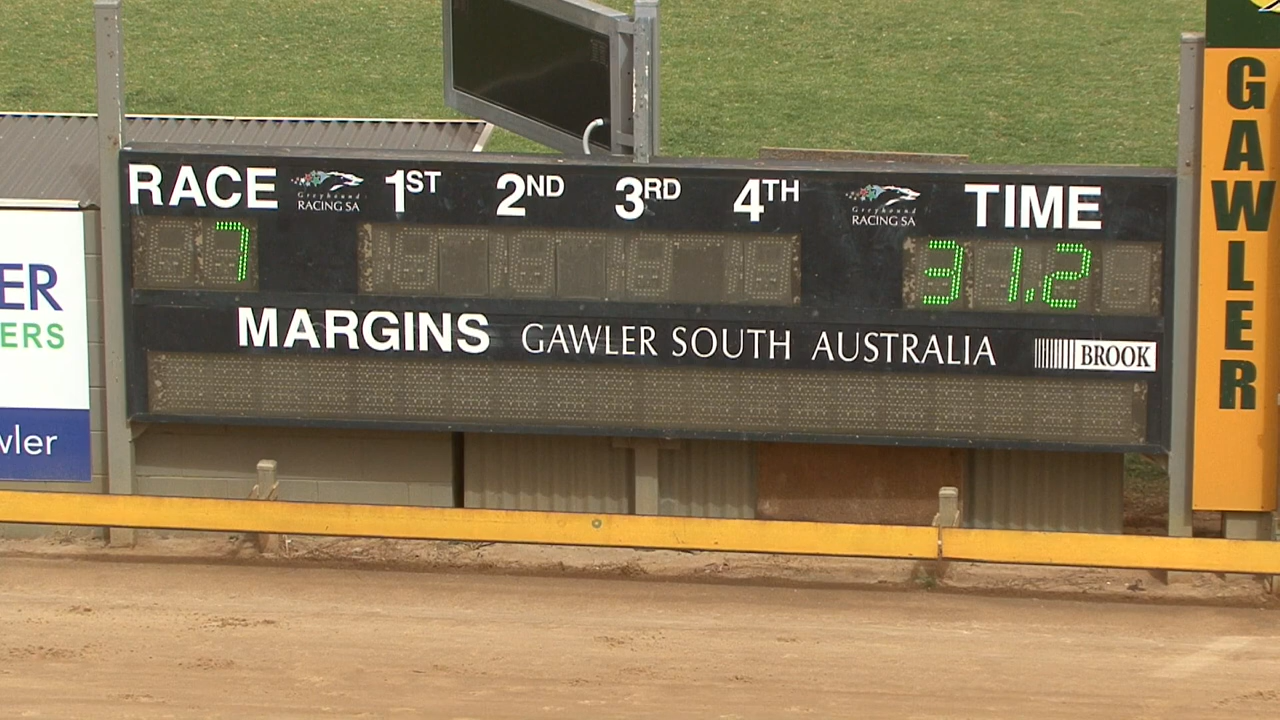 RACE
Greyhound
RACING SA
1ST
2ND
3RD
4TH
Greyhound
RACING SA
TIME
7
31.2
MARGINS
GAWLER SOUTH AUSTRALIA
BROOK
ER
ERS
wler
GAWLER